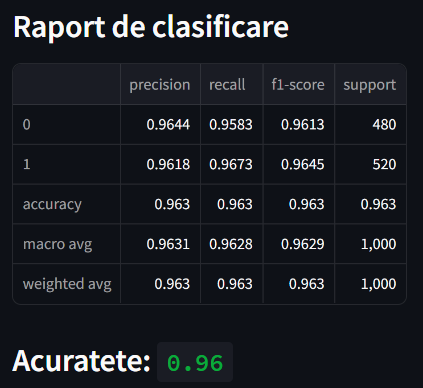 Raport de clasificare
precision recall f1-score support
0 0.9644 0.9583 0.9613 480
1 0.9618 0.9673 0.9645 520
accuracy 0.963 0.963 0.963 0.963
macro avg 0.9631 0.9628 0.9629 1,000
weighted avg 0.963 0.963 0.963 1,000
Acuratete: 0.96